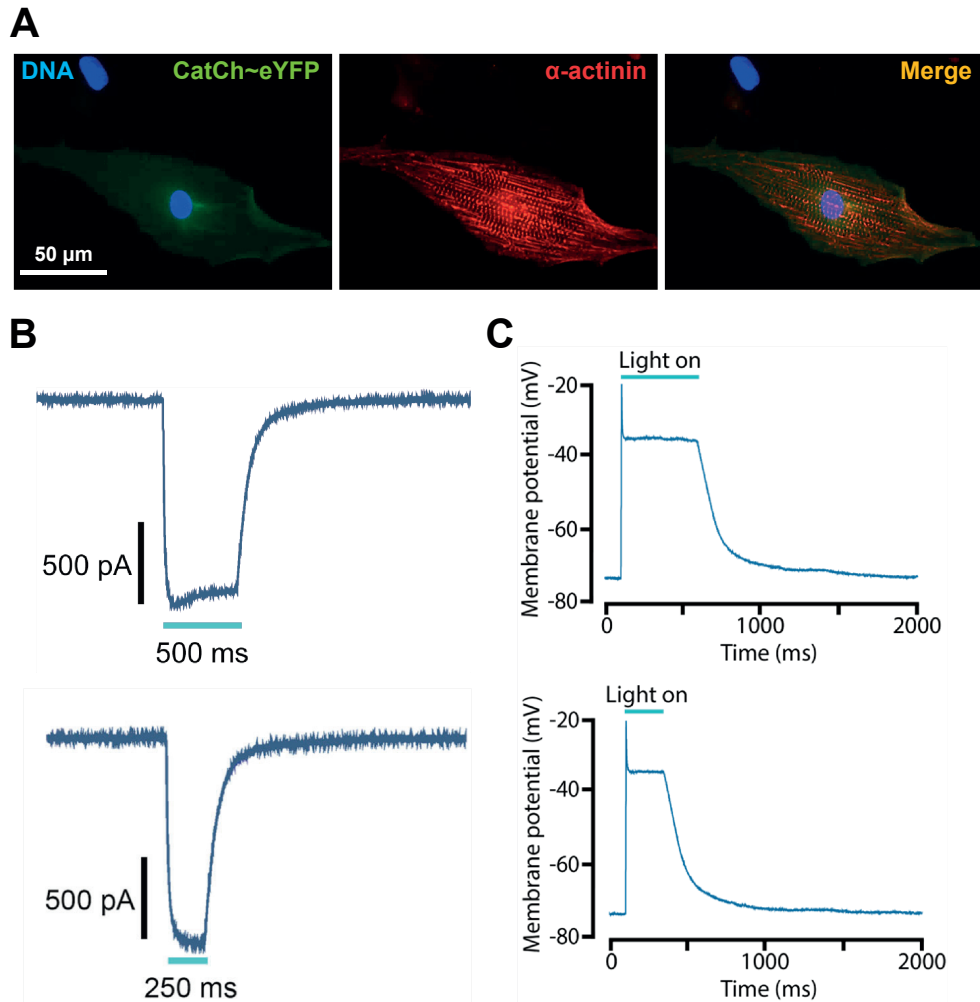 A
DNA CatCh~eYFP α-actinin Merge
50 µm
B
500 pA
500 ms
500 pA
250 ms
C
Light on
Membrane potential (mV)
-20
-40
-60
-80
0 1000 2000
Time (ms)
Light on
Membrane potential (mV)
-20
-40
-60
-80
0 1000 2000
Time (ms)